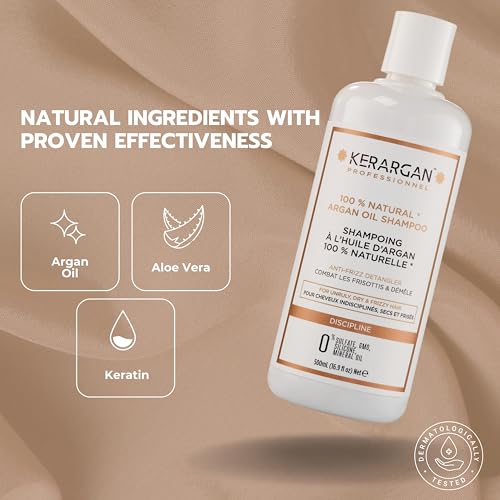 NATURAL INGREDIENTS WITH
PROVEN EFFECTIVENESS
Argan
Oil
Aloe Vera
Keratin
KERARGAN
PROFESSIONNEL
100 % NATURAL *
ARGAN OIL SHAMPOO
SHAMPOING
À L'HUILE D'ARGAN
100 % NATURELLE *
ANTI-FRIZZ DETANGLER
COMBAT LES FRISOTTIS & DÉMÊLE
FOR UNRULY, DRY & FRIZZY HAIR
POUR CHEVEUX INDISCIPLINÉS, SECS ET FRISÉS
DISCIPLINE
0 % SULFATE, GMO,
SILICONE,
MINERAL OIL
500mL (16.9 fl oz) Net ℮
DERMATOLOGICALLY
TESTED